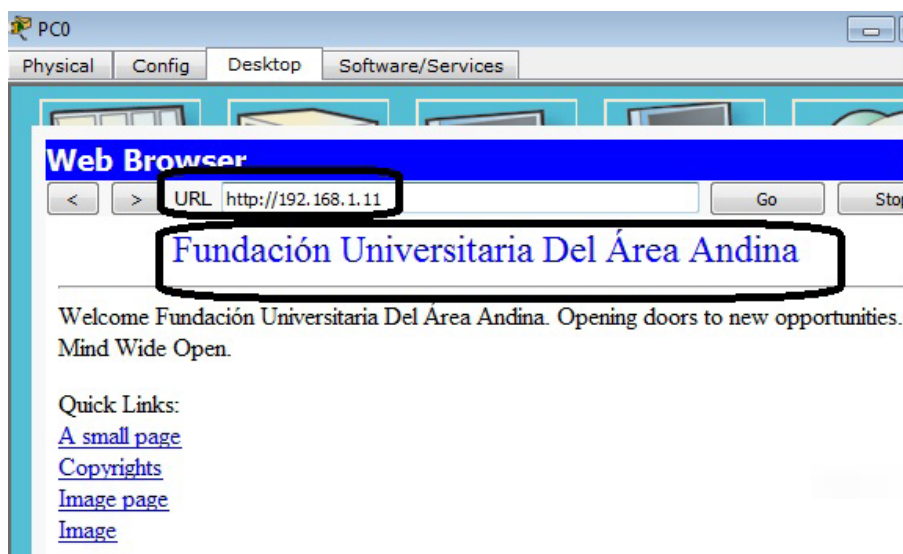 PC0
Physical Config Desktop Software/Services
Web Browser
< > URL http://192.168.1.11 Go Stop
Fundación Universitaria Del Área Andina
Welcome Fundación Universitaria Del Área Andina. Opening doors to new opportunities.
Mind Wide Open.
Quick Links:
A small page
Copyrights
Image page
Image